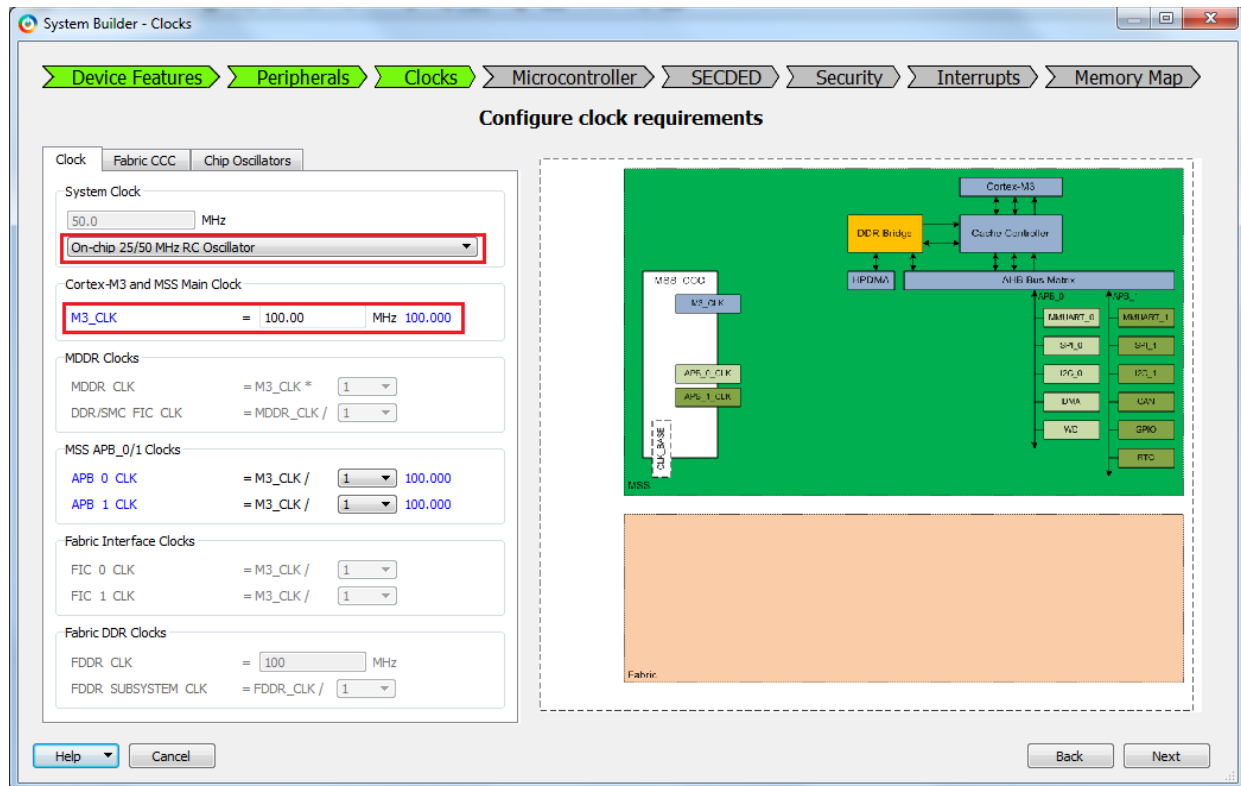 System Builder - Clocks
Device Features Peripherals Clocks Microcontroller SECDED Security Interrupts Memory Map
Configure clock requirements
Clock Fabric CCC Chip Oscillators
System Clock
50.0 MHz
On-chip 25/50 MHz RC Oscillator
Cortex-M3 and MSS Main Clock
M3_CLK = 100.00 MHz 100.000
MDDR Clocks
MDDR CLK = M3_CLK * 1
DDR/SMC FIC CLK = MDDR_CLK / 1
MSS APB_0/1 Clocks
APB 0 CLK = M3_CLK / 1 100.000
APB 1 CLK = M3_CLK / 1 100.000
Fabric Interface Clocks
FIC 0 CLK = M3_CLK / 1
FIC 1 CLK = M3_CLK / 1
Fabric DDR Clocks
FDDR CLK = 100 MHz
FDDR SUBSYSTEM CLK = FDDR_CLK / 1
Cortex-M3
DDR Bridge Cache Controller
MSS CCC HPDMA AHB Bus Matrix
M3_CLK APB_0 APB_1
MMUART_0 MMUART_1
SPI_0 SPI_1
APB_0_CLK I2C_0 I2C_1
APB_1_CLK DMA CAN
WD GPIO
CLK_BASE RTC
MSS
Fabric
Help Cancel Back Next